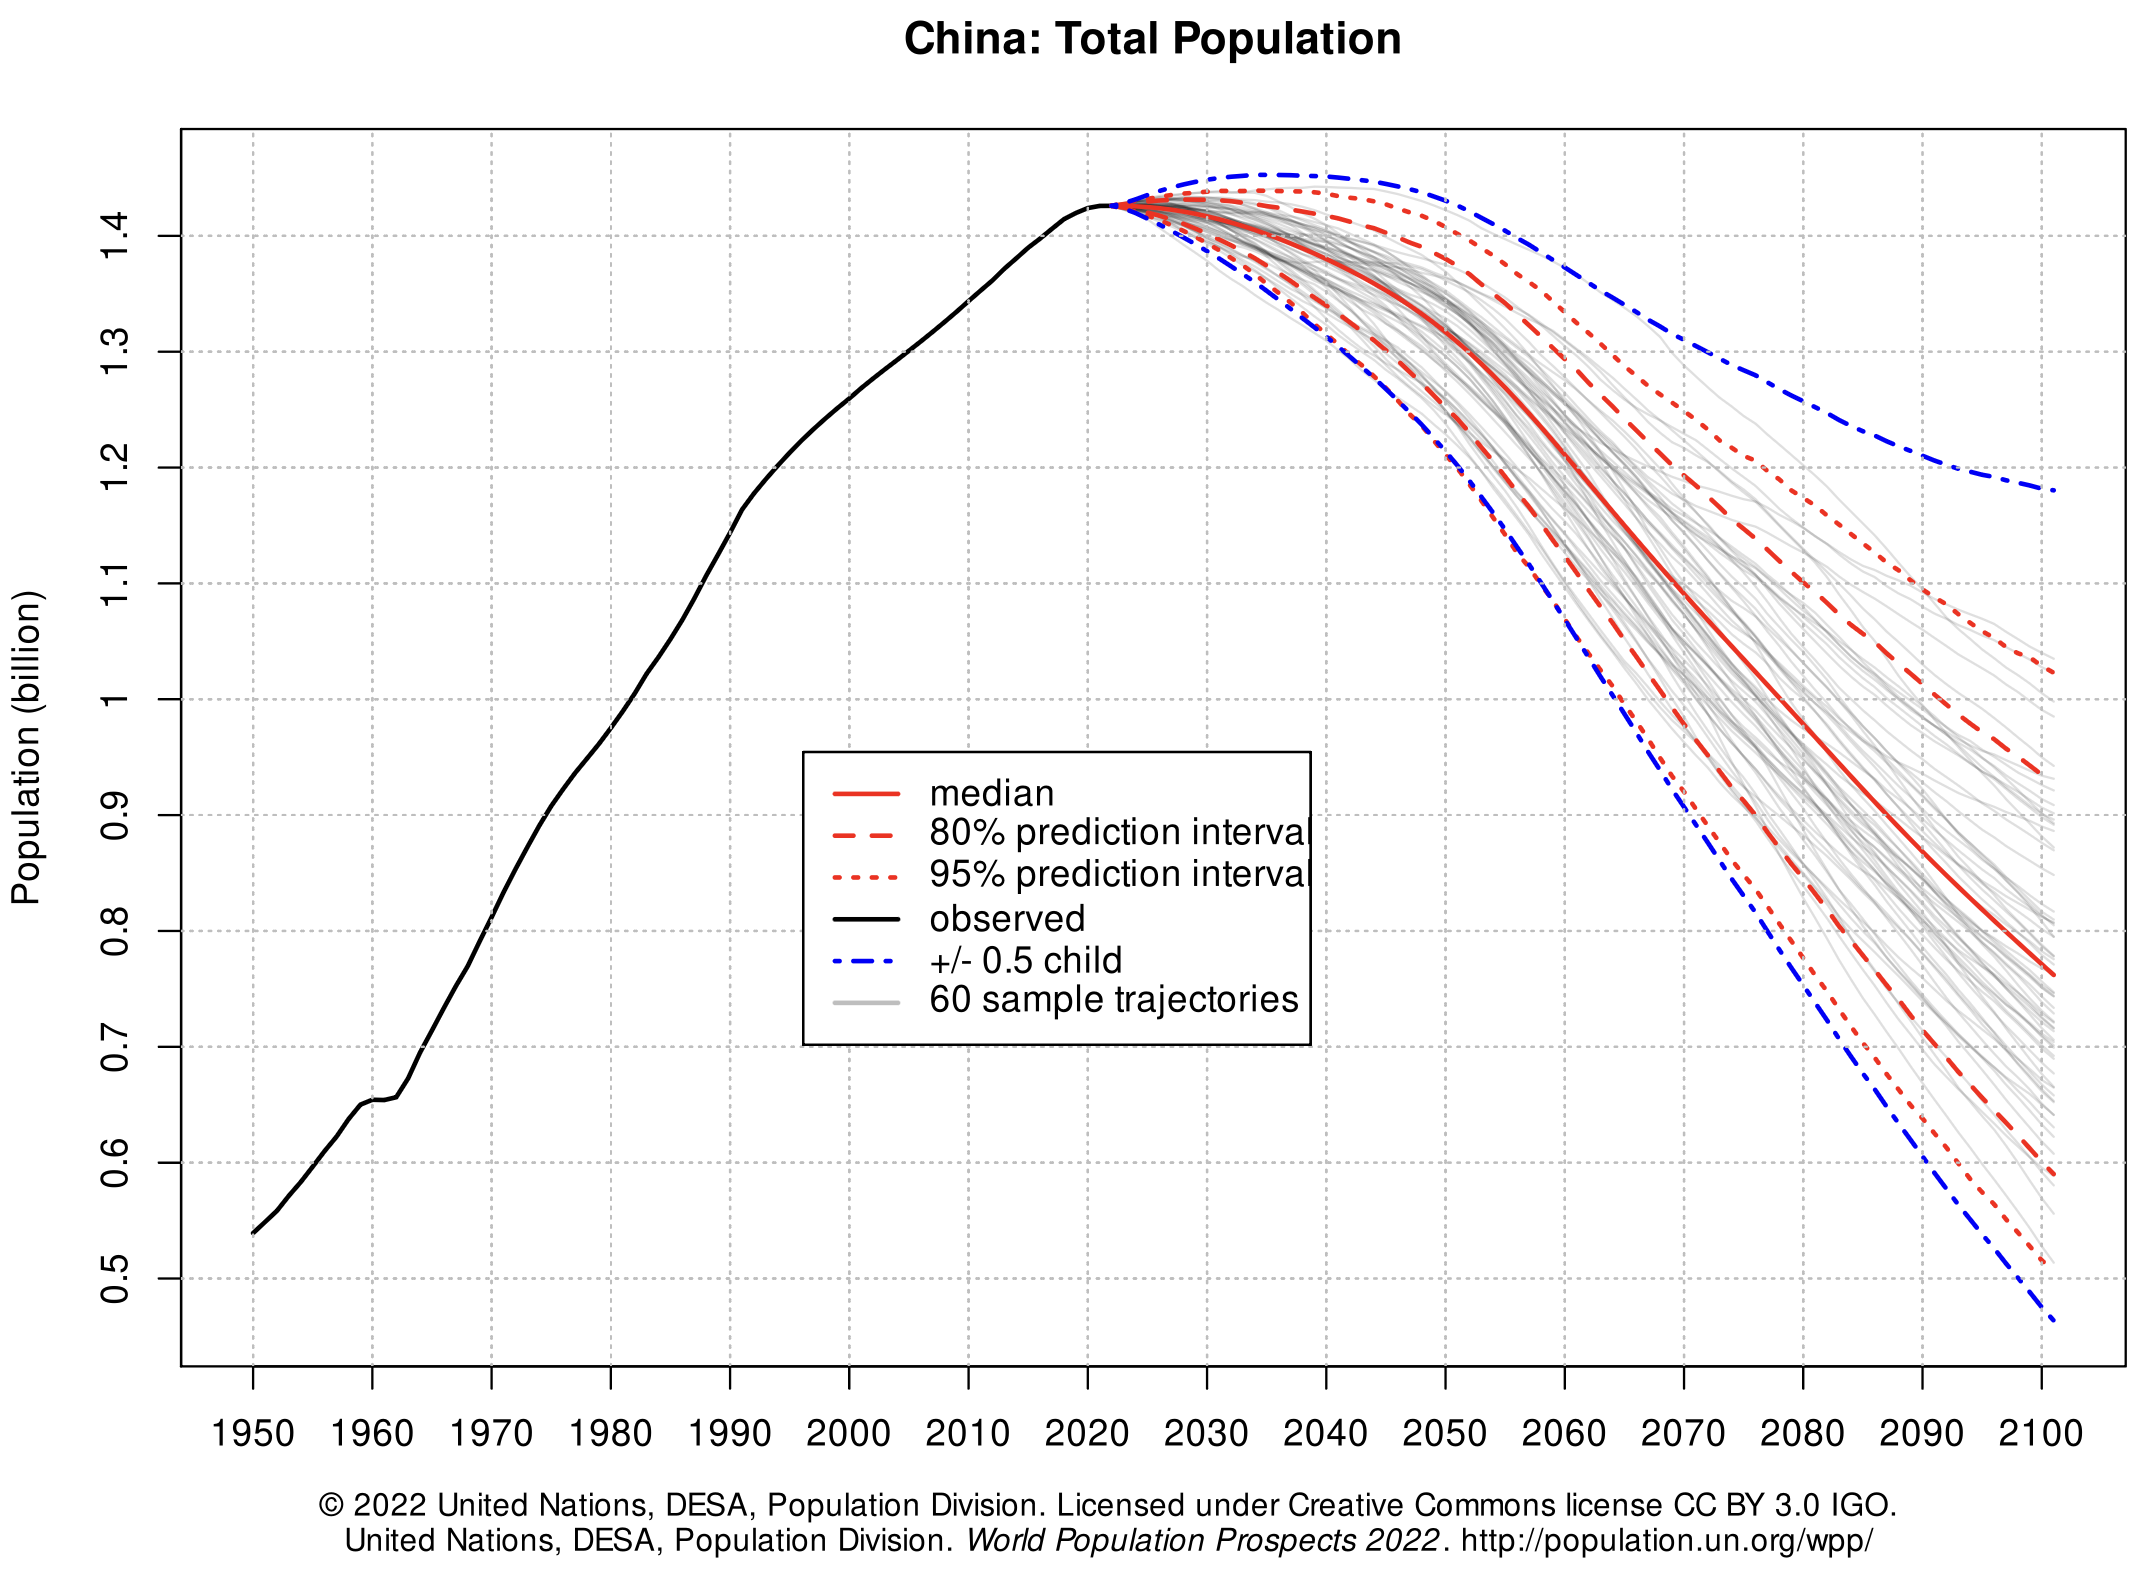 China: Total Population
Population (billion)
1.4
1.3
1.2
1.1
1
0.9
0.8
0.7
0.6
0.5
median
80% prediction interval
95% prediction interval
observed
+/- 0.5 child
60 sample trajectories
1950 1960 1970 1980 1990 2000 2010 2020 2030 2040 2050 2060 2070 2080 2090 2100
© 2022 United Nations, DESA, Population Division. Licensed under Creative Commons license CC BY 3.0 IGO.
United Nations, DESA, Population Division. World Population Prospects 2022. http://population.un.org/wpp/